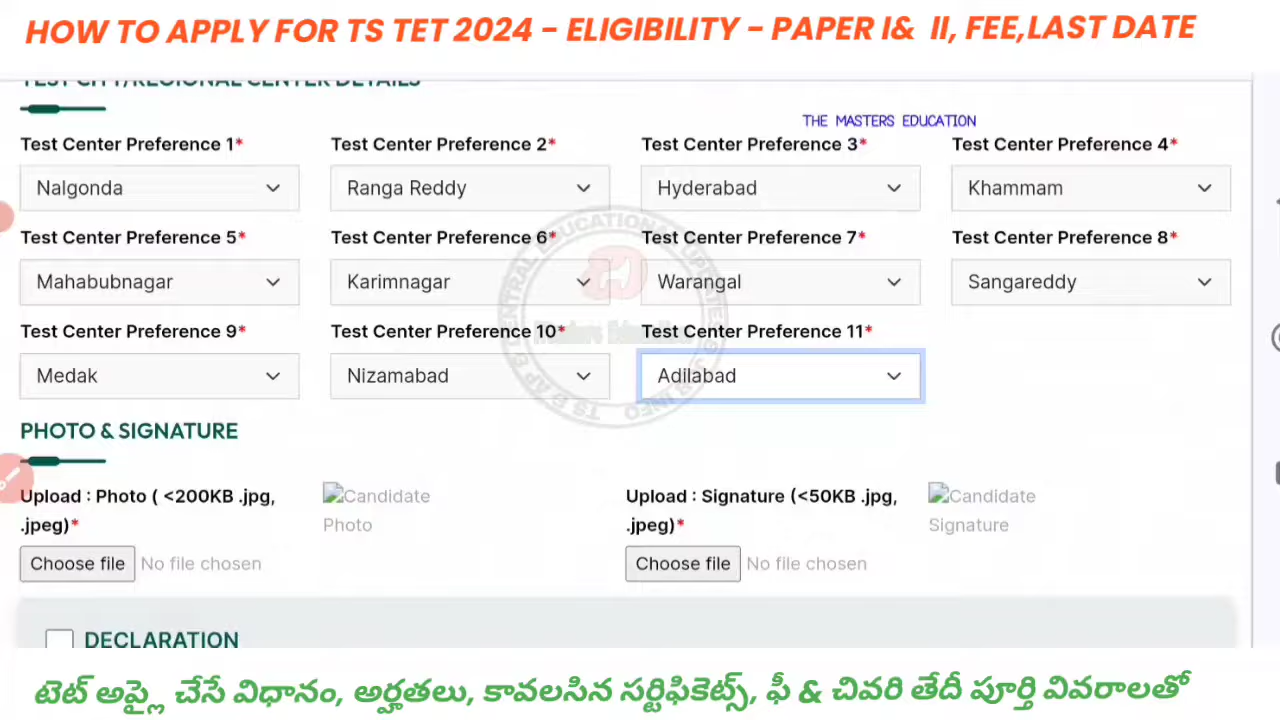 HOW TO APPLY FOR TS TET 2024 - ELIGIBILITY - PAPER I& II, FEE,LAST DATE
TEST CITY/REGIONAL CENTER DETAILS
THE MASTERS EDUCATION
Test Center Preference 1* Test Center Preference 2* Test Center Preference 3* Test Center Preference 4*
Nalgonda Ranga Reddy Hyderabad Khammam
Test Center Preference 5* Test Center Preference 6* Test Center Preference 7* Test Center Preference 8*
Mahabubnagar Karimnagar Warangal Sangareddy
Test Center Preference 9* Test Center Preference 10* Test Center Preference 11*
Medak Nizamabad Adilabad
PHOTO & SIGNATURE
Upload : Photo ( <200KB .jpg, .jpeg)* Candidate Photo Upload : Signature (<50KB .jpg, .jpeg)* Candidate Signature
Choose file No file chosen Choose file No file chosen
DECLARATION
టెట్ అప్లై చేసే విధానం, అర్హతలు, కావలసిన సర్టిఫికెట్స్, ఫీ & చివరి తేదీ పూర్తి వివరాలతో